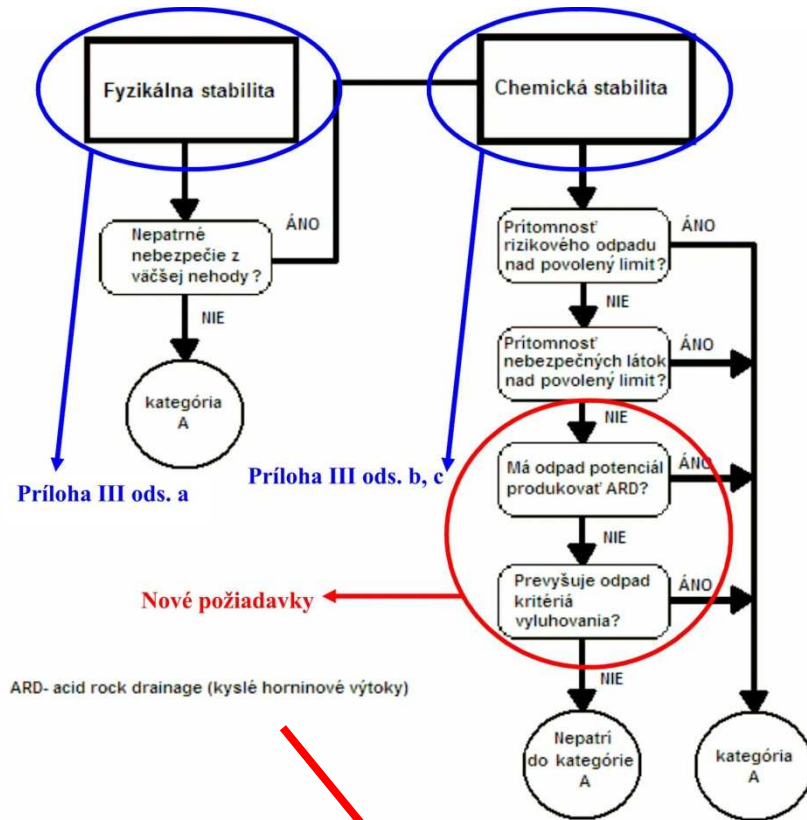 Fyzikálna stabilita
Chemická stabilita
Nepatrné
nebezpečie z
väčšej nehody?
ÁNO
NIE
kategória
A
Príloha III ods. a
Prítomnosť
rizikového odpadu
nad povolený limit?
ÁNO
NIE
Prítomnosť
nebezpečných látok
nad povolený limit?
ÁNO
NIE
Príloha III ods. b, c
Má odpad potenciál
produkovať ARD?
ÁNO
NIE
Nové požiadavky
Prevyšuje odpad
kritériá
vyluhovania?
ÁNO
NIE
ARD- acid rock drainage (kyslé horninové výtoky)
Nepatrí
do kategórie
A
kategória
A